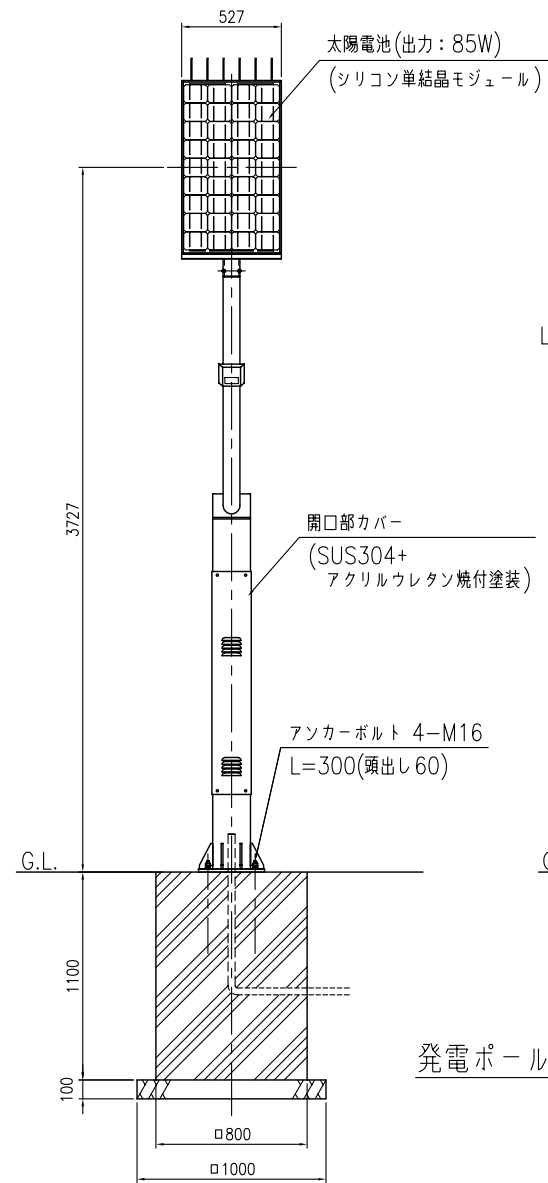 527
太陽電池(出力：85W)
(シリコン単結晶モジュール)
3727
開口部カバー
(SUS304+
アクリルウレタン焼付塗装)
アンカーボルト 4-M16
L=300(頭出し60)
G.L.
1100
発電ポール
100
□800
□1000